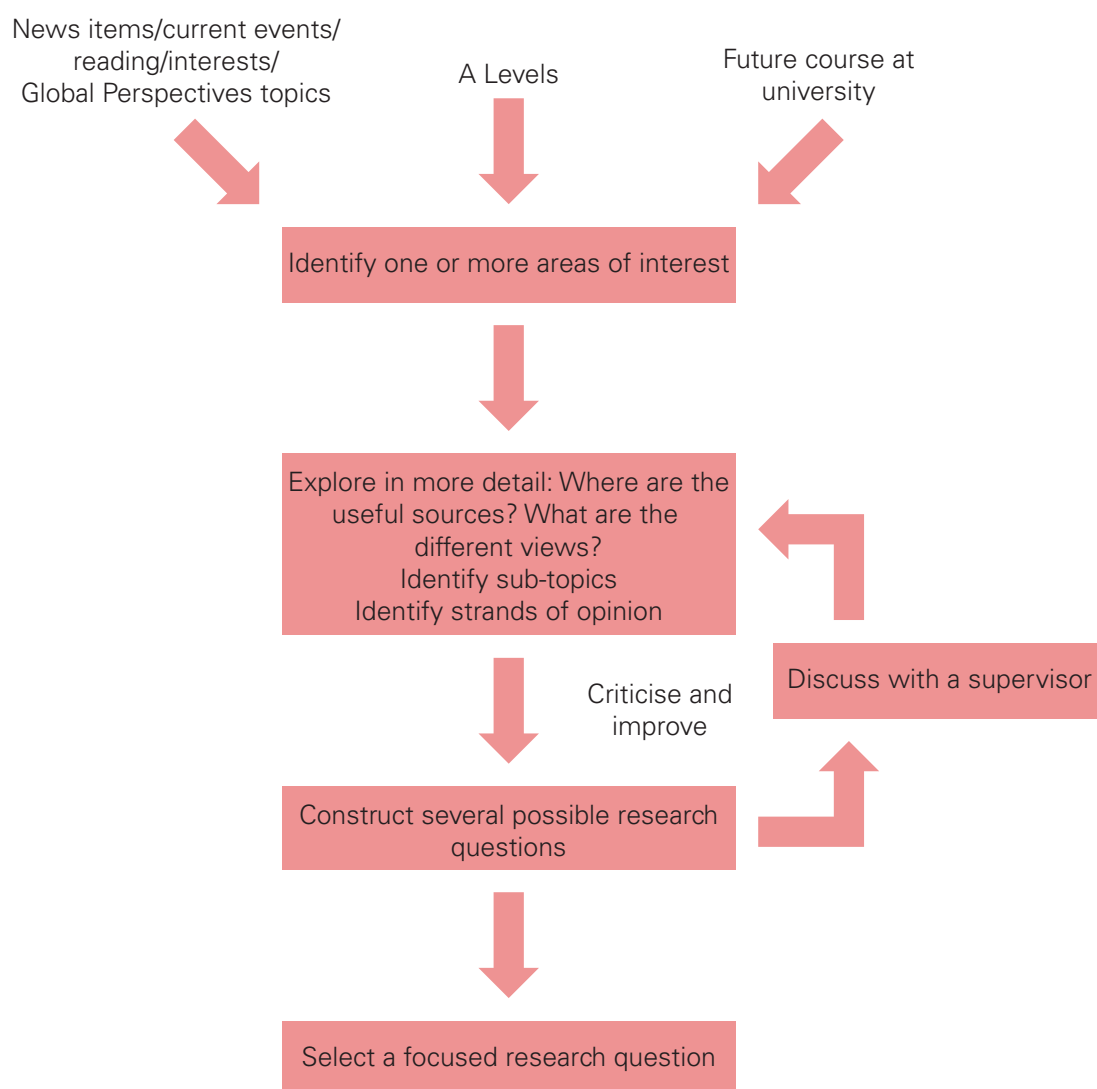 News items/current events/
reading/interests/
Global Perspectives topics
A Levels
Future course at
university
Identify one or more areas of interest
Explore in more detail: Where are the
useful sources? What are the
different views?
Identify sub-topics
Identify strands of opinion
Criticise and
improve
Discuss with a supervisor
Construct several possible research
questions
Select a focused research question